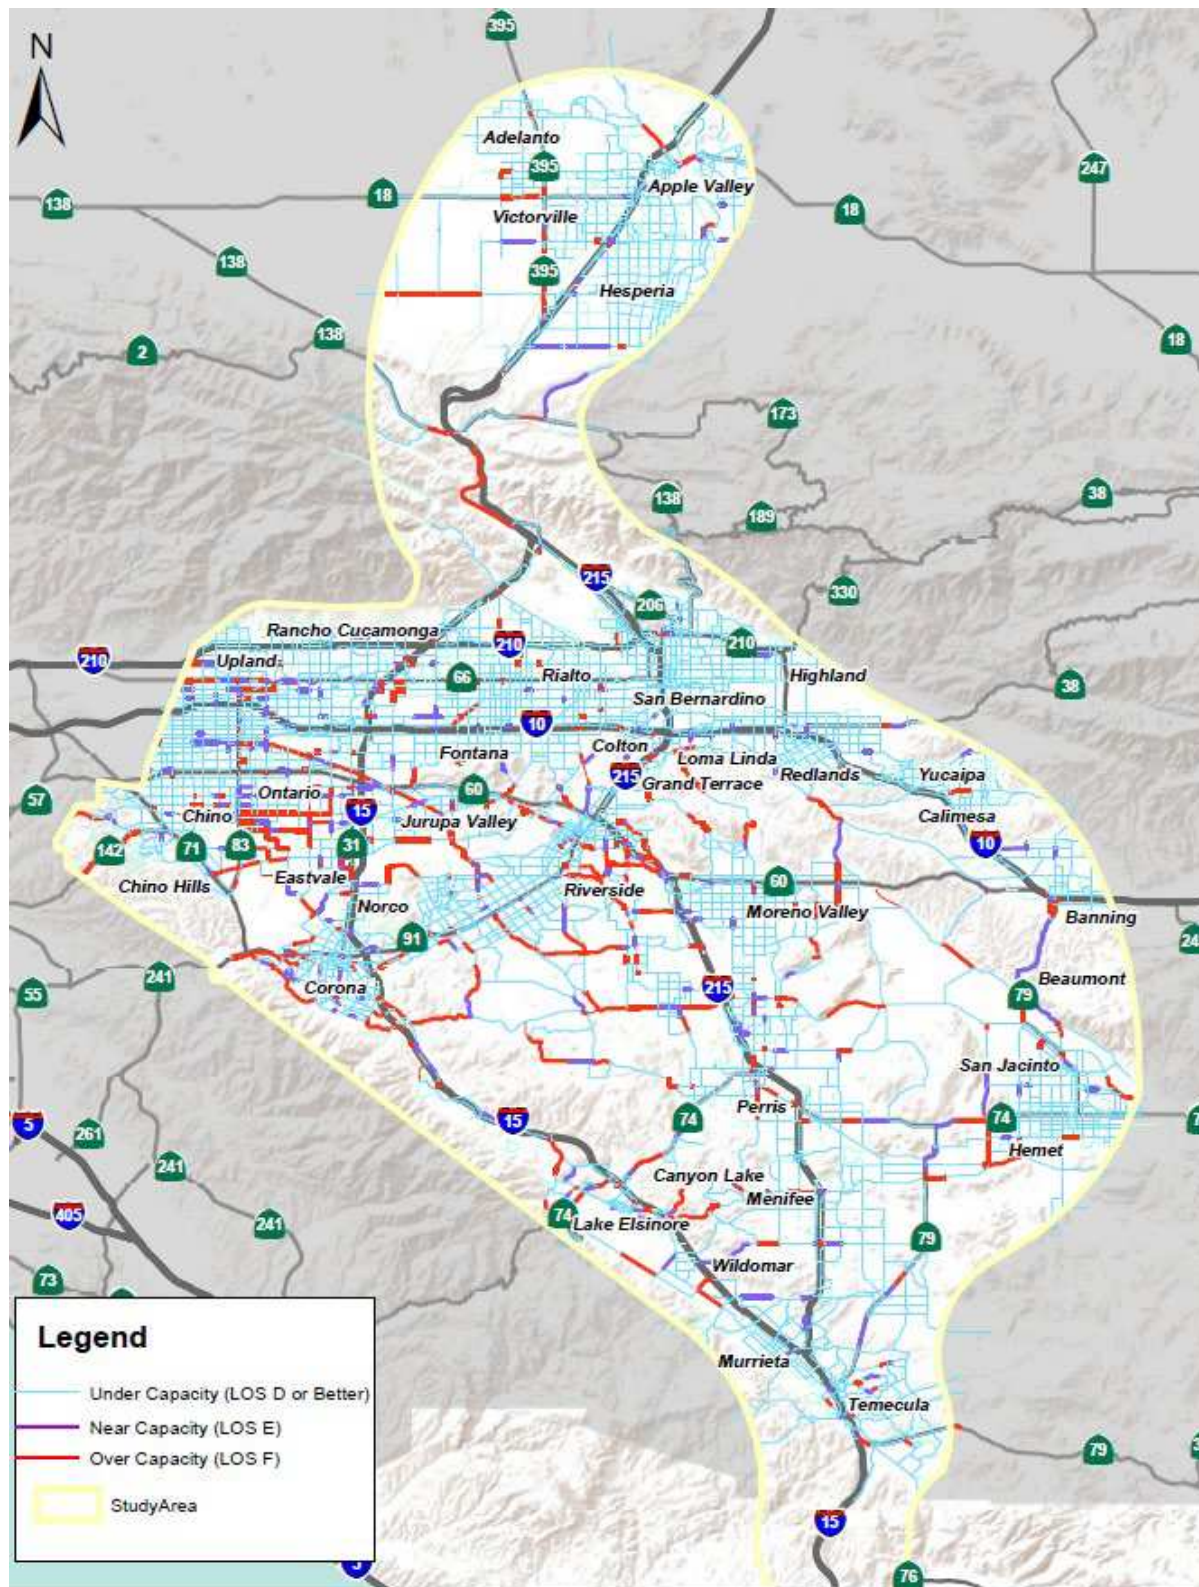 395
N
Adelanto
395
247
Apple Valley
18
138
18
Victorville
138
395
Hesperia
138
18
2
173
138
38
189
215
330
206
Rancho Cucamonga
210
210
210
Upland
Rialto
66
Highland
38
San Bernardino
10
Fontana
Colton
Loma Linda
215
Redlands
Yucaipa
Grand Terrace
57
Ontario
60
15
Chino
Jurupa Valley
Calimesa
142
71
83
31
10
Chino Hills
Eastvale
Riverside
60
Norco
Moreno Valley
Banning
91
24
241
Beaumont
55
Corona
215
79
San Jacinto
Perris
5
15
74
74
7
261
Hemet
241
Canyon Lake
Menifee
405
241
74
Lake Elsinore
79
73
Wildomar
Legend
Murrieta
Under Capacity (LOS D or Better)
Temecula
Near Capacity (LOS E)
79
Over Capacity (LOS F)
StudyArea
15
5
76